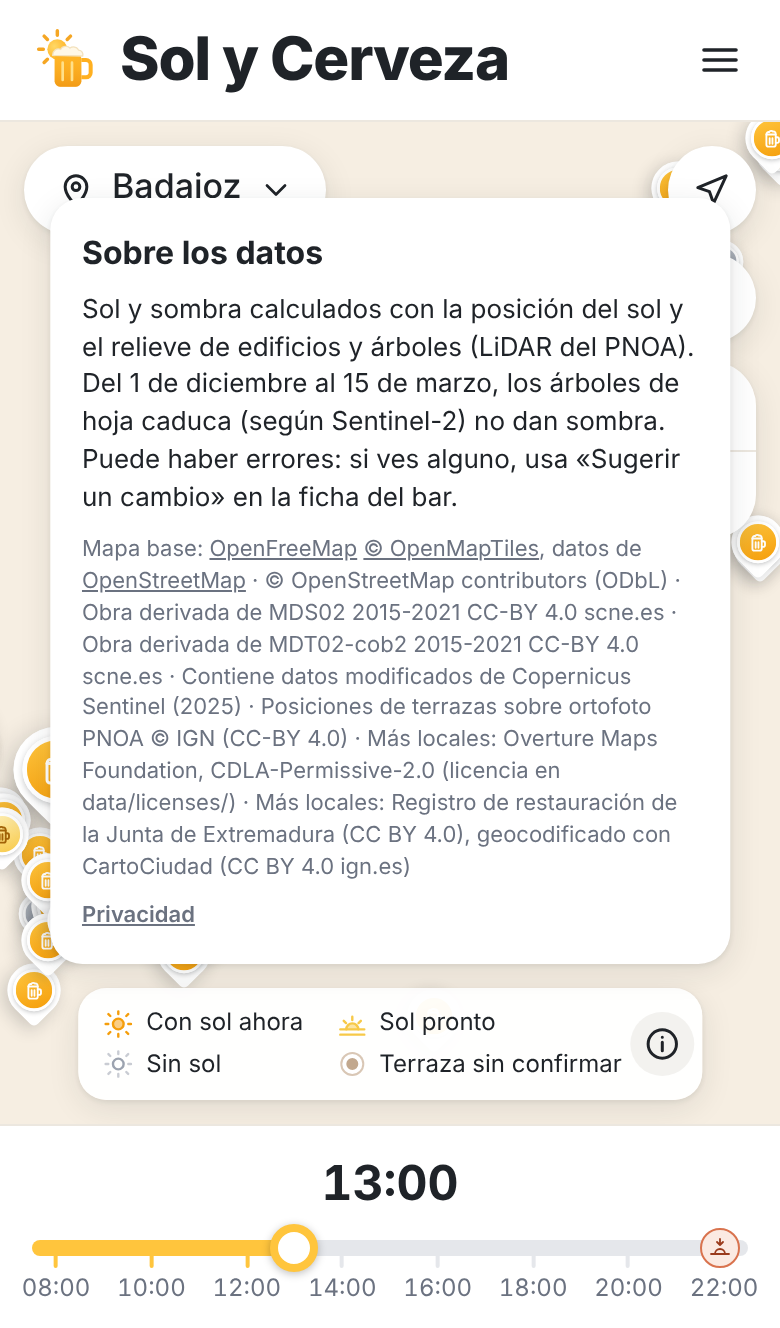 Sol y Cerveza
Badajoz
Sobre los datos
Sol y sombra calculados con la posición del sol y
el relieve de edificios y árboles (LiDAR del PNOA).
Del 1 de diciembre al 15 de marzo, los árboles de
hoja caduca (según Sentinel-2) no dan sombra.
Puede haber errores: si ves alguno, usa «Sugerir
un cambio» en la ficha del bar.
Mapa base: OpenFreeMap © OpenMapTiles, datos de
OpenStreetMap · © OpenStreetMap contributors (ODbL) ·
Obra derivada de MDS02 2015-2021 CC-BY 4.0 scne.es ·
Obra derivada de MDT02-cob2 2015-2021 CC-BY 4.0
scne.es · Contiene datos modificados de Copernicus
Sentinel (2025) · Posiciones de terrazas sobre ortofoto
PNOA © IGN (CC-BY 4.0) · Más locales: Overture Maps
Foundation, CDLA-Permissive-2.0 (licencia en
data/licenses/) · Más locales: Registro de restauración de
la Junta de Extremadura (CC BY 4.0), geocodificado con
CartoCiudad (CC BY 4.0 ign.es)
Privacidad
Con sol ahora
Sol pronto
Sin sol
Terraza sin confirmar
13:00
08:00 10:00 12:00 14:00 16:00 18:00 20:00 22:00